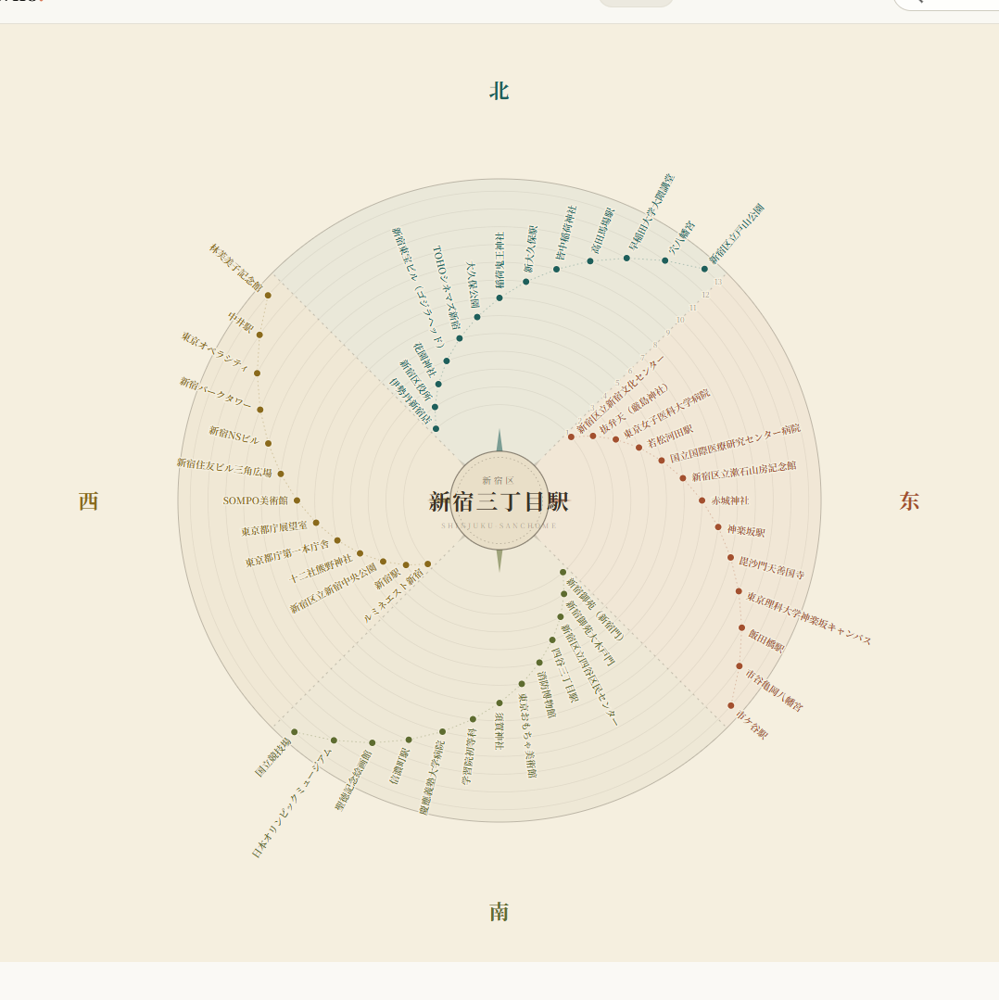 北
林芙美子記念館
中井駅
東京オペラシティ
新宿パークタワー
新宿NSビル
新宿住友ビル三角広場
SOMPO美術館
東京都庁展望室
東京都庁第一本庁舎
十二社熊野神社
新宿区立新宿中央公園
新宿駅
ルミネエスト新宿
西
伊勢丹新宿店
新宿区役所
花園神社
新宿東宝ビル（ゴジラヘッド）
TOHOシネマズ新宿
大久保公園
稲荷鬼王神社
新大久保駅
皆中稲荷神社
高田馬場駅
早稲田大学大隈講堂
穴八幡宮
新宿区立戸山公園
13
12
11
10
9
8
7
6
5
4
3
1
新宿区
新宿三丁目駅
SHINJUKU-SANCHOME
新宿区立新宿文化センター
抜弁天（厳島神社）
東京女子医科大学病院
若松河田駅
国立国際医療研究センター病院
新宿区立漱石山房記念館
赤城神社
神楽坂駅
毘沙門天善国寺
東京理科大学神楽坂キャンパス
飯田橋駅
市谷亀岡八幡宮
市ケ谷駅
东
新宿御苑（新宿門）
新宿御苑大木戸門
新宿区立四谷区民センター
四谷三丁目駅
消防博物館
東京おもちゃ美術館
須賀神社
学習院初等科
慶應義塾大学病院
信濃町駅
聖徳記念絵画館
日本オリンピックミュージアム
国立競技場
南